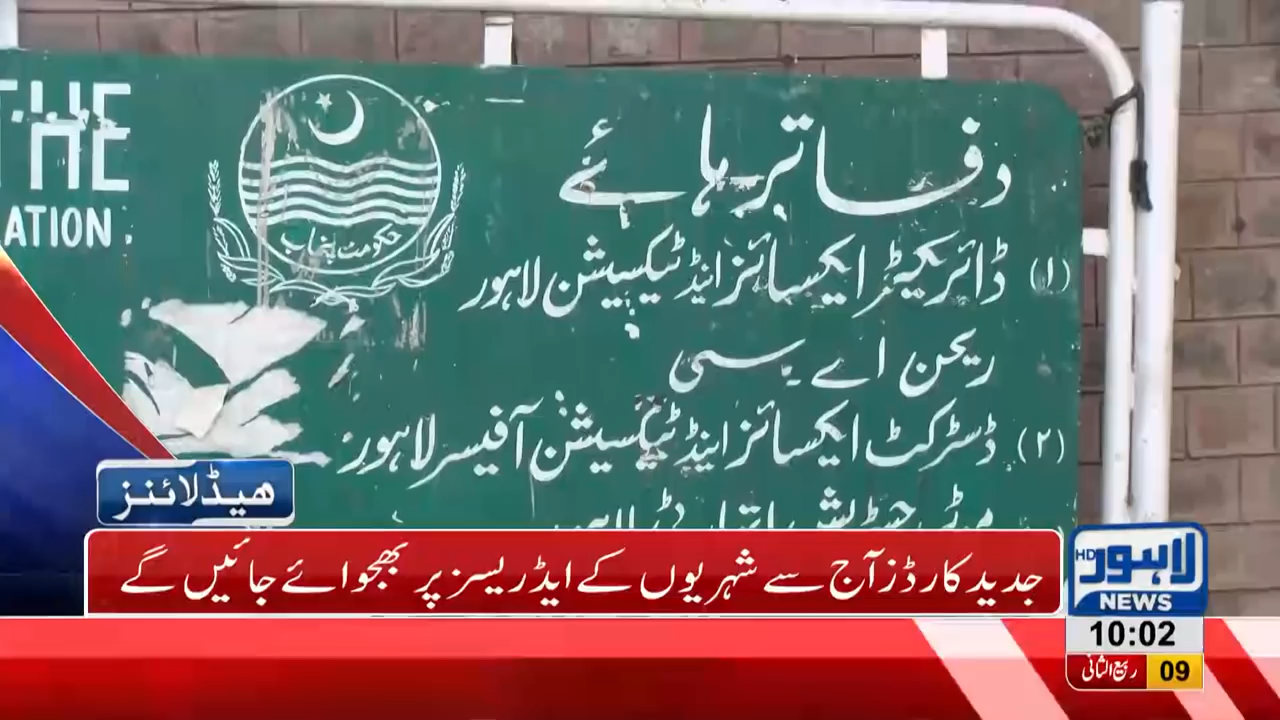 THE
ATION.
حکومت پنجاب
دفاتر ہائے
(۱) ڈائریکٹر ایکسائز اینڈ ٹیکسیشن لاہور
ریجن اے سی
(۲) ڈسٹرکٹ ایکسائز اینڈ ٹیکسیشن آفیسر لاہور
ہیڈلائنز
جدید کارڈز آج سے شہریوں کے ایڈریسز پر بھجوائے جائیں گے
لاہور HD
NEWS
10:02
ربیع الثانی 09